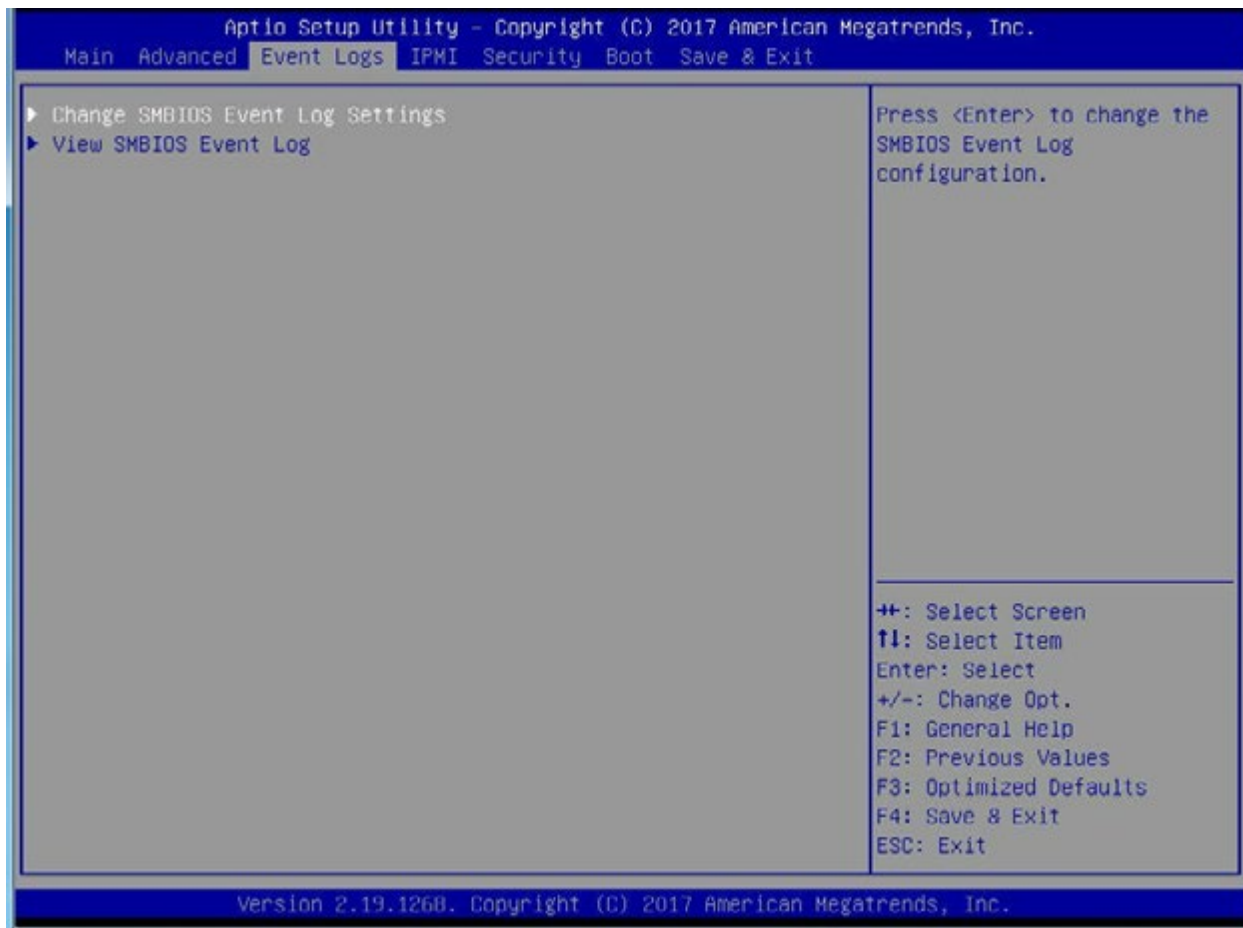 Aptio Setup Utility – Copyright (C) 2017 American Megatrends, Inc.
Main Advanced Event Logs IPMI Security Boot Save & Exit
Change SMBIOS Event Log Settings
View SMBIOS Event Log
Press <Enter> to change the
SMBIOS Event Log
configuration.
→←: Select Screen
↑↓: Select Item
Enter: Select
+/-: Change Opt.
F1: General Help
F2: Previous Values
F3: Optimized Defaults
F4: Save & Exit
ESC: Exit
Version 2.19.1268. Copyright (C) 2017 American Megatrends, Inc.